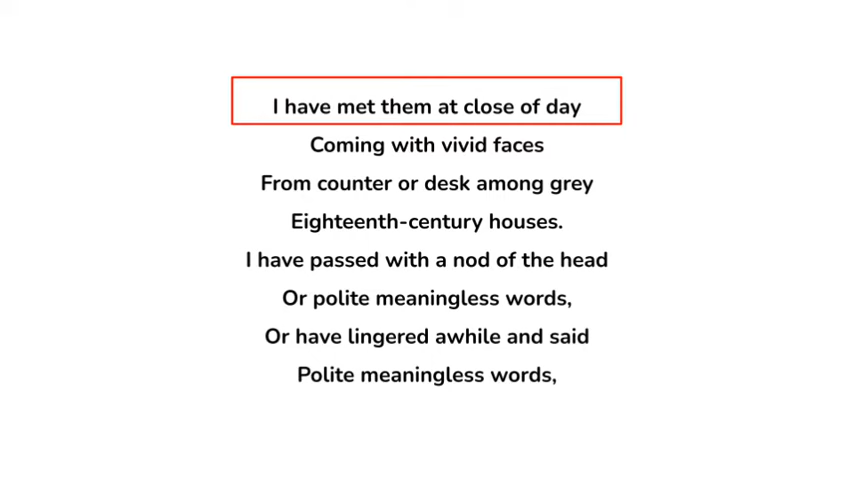 I have met them at close of day
Coming with vivid faces
From counter or desk among grey
Eighteenth-century houses.
I have passed with a nod of the head
Or polite meaningless words,
Or have lingered awhile and said
Polite meaningless words,